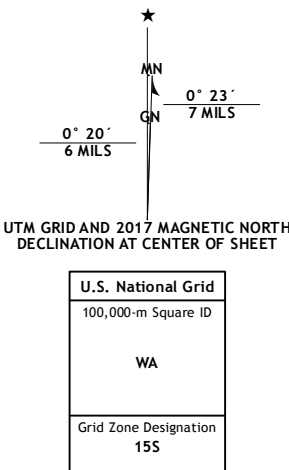 ★
MN
GN
0° 23´
7 MILS
0° 20´
6 MILS
UTM GRID AND 2017 MAGNETIC NORTH
DECLINATION AT CENTER OF SHEET
U.S. National Grid
100,000-m Square ID
WA
Grid Zone Designation
15S